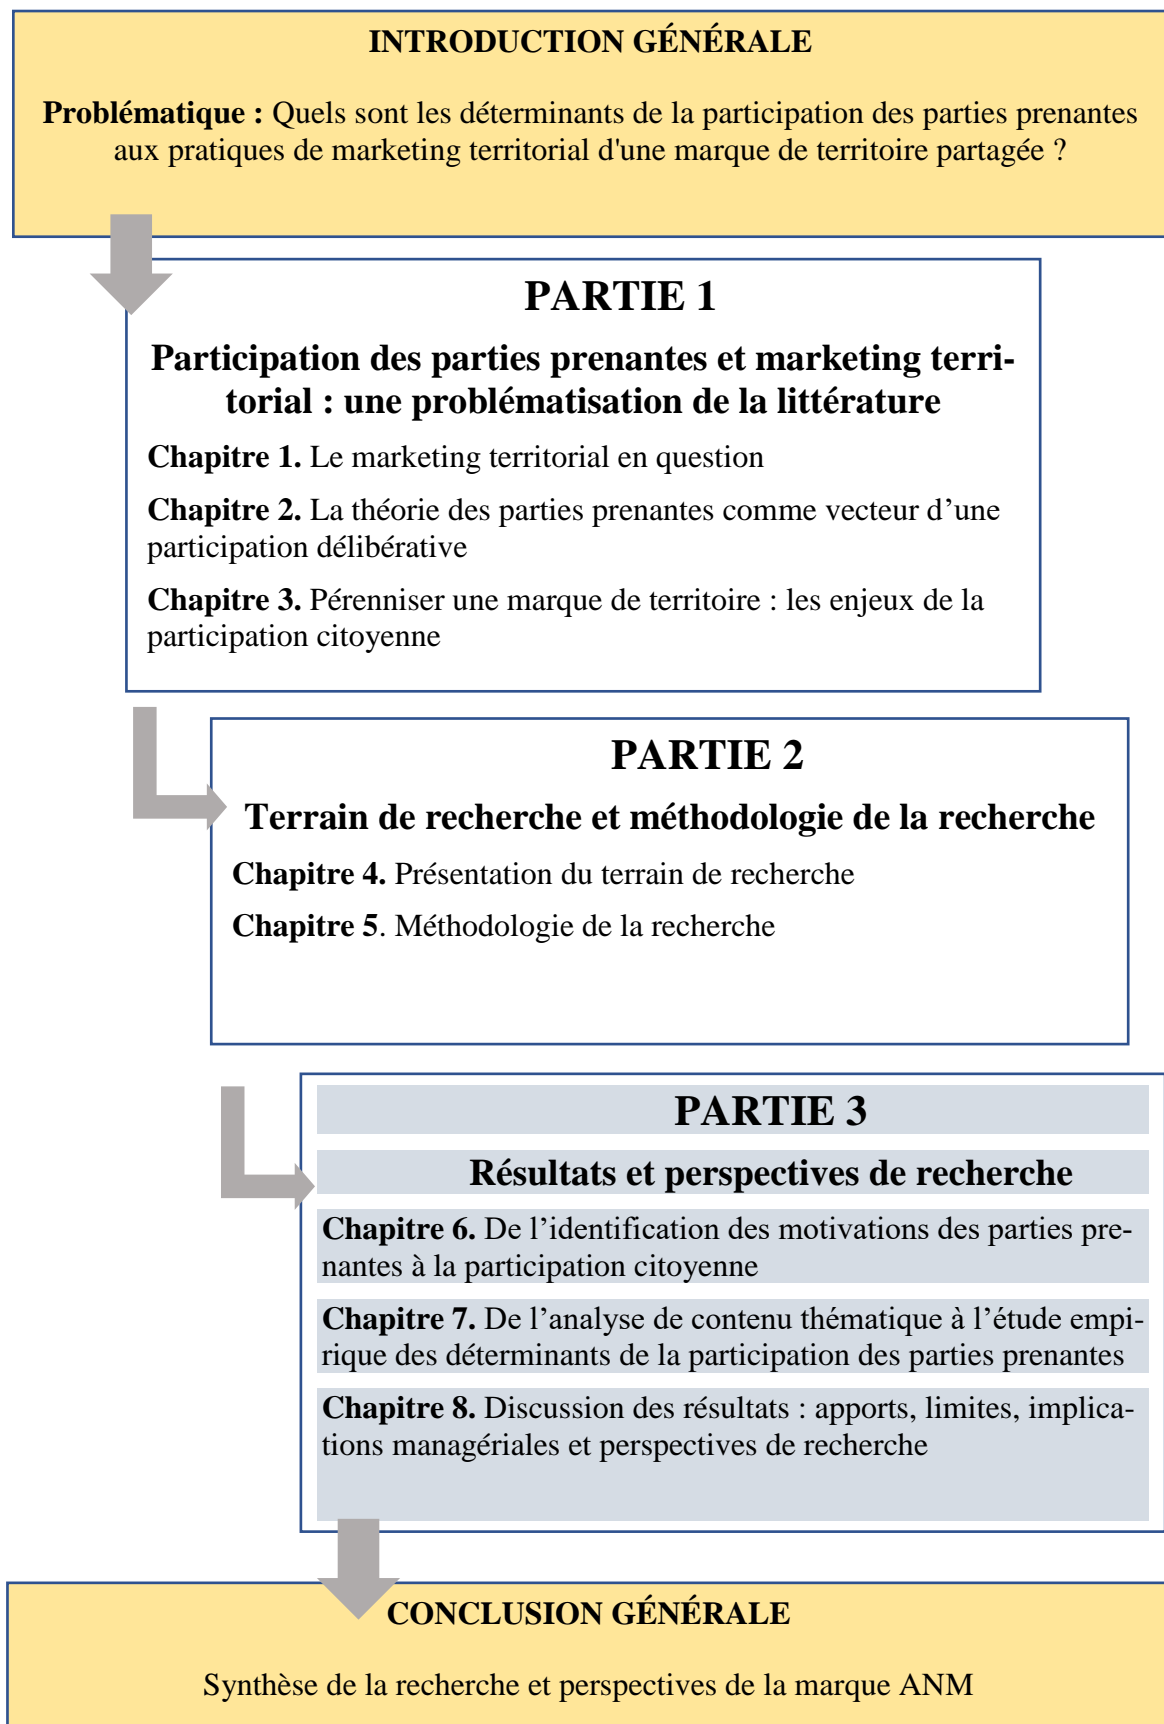 INTRODUCTION GÉNÉRALE
Problématique : Quels sont les déterminants de la participation des parties prenantes
aux pratiques de marketing territorial d'une marque de territoire partagée ?
PARTIE 1
Participation des parties prenantes et marketing terri-
torial : une problématisation de la littérature
Chapitre 1. Le marketing territorial en question
Chapitre 2. La théorie des parties prenantes comme vecteur d’une
participation délibérative
Chapitre 3. Pérenniser une marque de territoire : les enjeux de la
participation citoyenne
PARTIE 2
Terrain de recherche et méthodologie de la recherche
Chapitre 4. Présentation du terrain de recherche
Chapitre 5. Méthodologie de la recherche
PARTIE 3
Résultats et perspectives de recherche
Chapitre 6. De l’identification des motivations des parties pre-
nantes à la participation citoyenne
Chapitre 7. De l’analyse de contenu thématique à l’étude empi-
rique des déterminants de la participation des parties prenantes
Chapitre 8. Discussion des résultats : apports, limites, implica-
tions managériales et perspectives de recherche
CONCLUSION GÉNÉRALE
Synthèse de la recherche et perspectives de la marque ANM